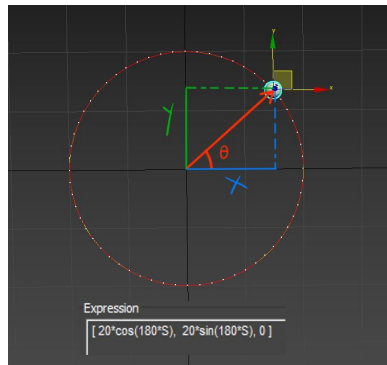 y
x
y
θ
x
x
Expression
[ 20*cos(180*S), 20*sin(180*S), 0 ]